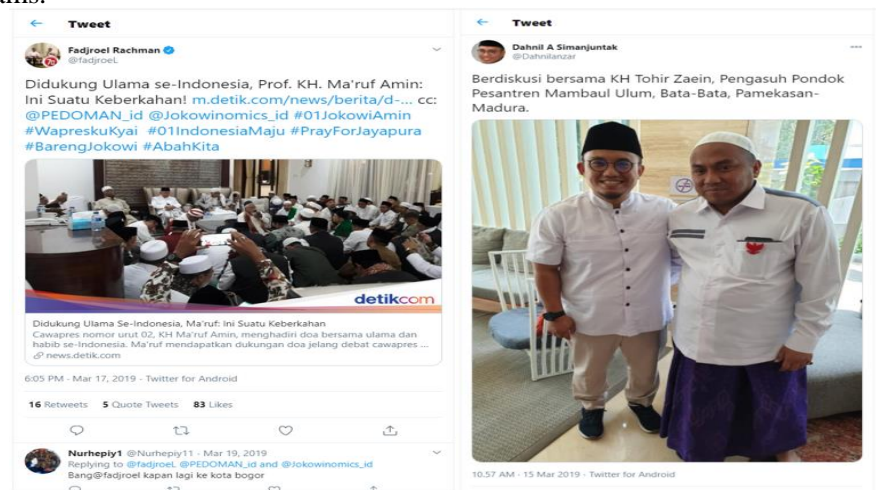 Tweet
Fadjroel Rachman
@fadjroeL
Didukung Ulama se-Indonesia, Prof. KH. Ma'ruf Amin:
Ini Suatu Keberkahan! m.detik.com/news/berita/d-... cc:
@PEDOMAN_id @Jokowinomics_id #01JokowiAmin
#WapreskuKyai #01IndonesiaMaju #PrayForJayapura
#BarengJokowi #AbahKita
detikcom
Didukung Ulama Se-Indonesia, Ma'ruf: Ini Suatu Keberkahan
Cawapres nomor urut 02, KH Ma'ruf Amin, menghadiri doa bersama ulama dan
habib se-Indonesia. Ma'ruf mendapatkan dukungan doa jelang debat cawapres ...
news.detik.com
6:05 PM · Mar 17, 2019 · Twitter for Android
16 Retweets 5 Quote Tweets 83 Likes
Nurhepiy1 @Nurhepiy11 · Mar 19, 2019
Replying to @fadjroeL @PEDOMAN_id and @Jokowinomics_id
Bang@fadjroel kapan lagi ke kota bogor
Tweet
Dahnil A Simanjuntak
@Dahnilanzar
Berdiskusi bersama KH Tohir Zaein, Pengasuh Pondok
Pesantren Mambaul Ulum, Bata-Bata, Pamekasan-
Madura.
10.57 AM · 15 Mar 2019 · Twitter for Android